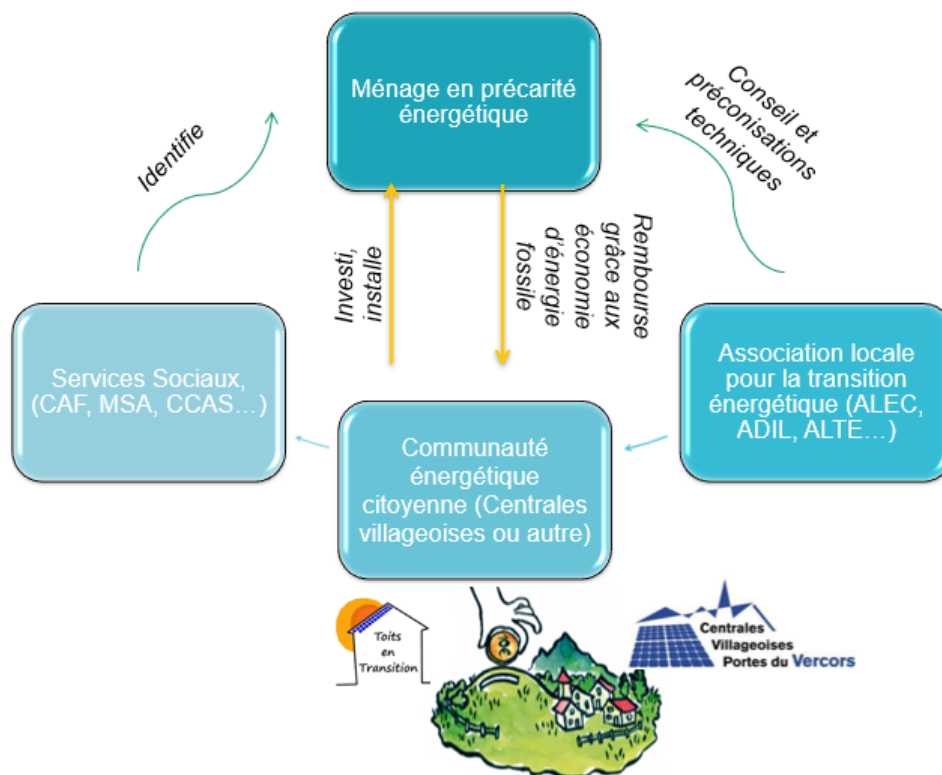 Ménage en précarité
énergétique
Identifie
Conseil et
préconisations
techniques
Investi,
installe
Rembourse
grâce aux
économie
d'énergie
fossile
Services Sociaux,
(CAF, MSA, CCAS…)
Association locale
pour la transition
énergétique (ALEC,
ADIL, ALTE…)
Communauté
énergétique
citoyenne (Centrales
villageoises ou autre)
Toits
en
Transition
Centrales
Villageoises
Portes du Vercors